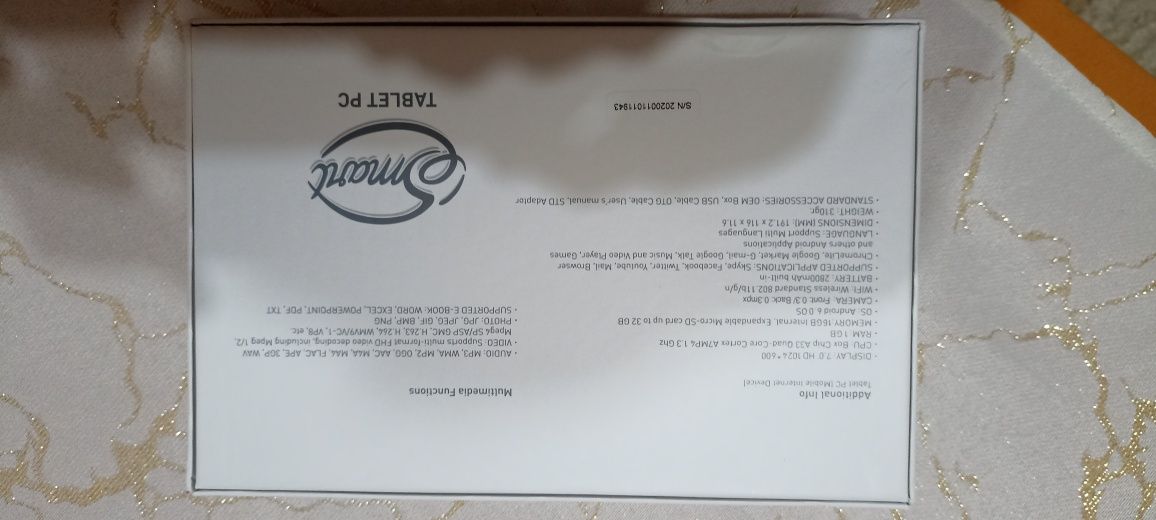 Additional Info
Tablet PC [Mobile Internet Device]
• DISPLAY: 7.0 HD 1024*600
• CPU: Box Chip A33 Quad-Core Cortex A7MPx 1.3 Ghz
• RAM: 1GB
• MEMORY: 16GB Internal, Expandable Micro-SD card up to 32 GB
• OS: Android 6.0 OS
• CAMERA: Front: 0.3/ Back: 0.3mpx
• WIFI: Wireless Standard 802.11b/g/n
• BATTERY: 2800mAh built-in
• SUPPORTED APPLICATIONS: Skype, Facebook, Twitter, Youtube, Mail, Browser
• ChromeLite, Google Market, G-mail, Google Talk, Music and Video Player, Games
and others Android Applications
• LANGUAGE: Support Multi Languages
• DIMENSIONS (MM): 191.2 x 116 x 11.6
• WEIGHT: 310gr.
• STANDARD ACCESSORIES: OEM Box, USB Cable, OTG Cable, User's manual, STD Adaptor
Multimedia Functions
• AUDIO: MP3, WMA, MP2, OGG, AAC, M4A, MA4, FLAC, APE, 3GP, WAV
• VIDEO: Supports multi-format FHD video decoding, including Mpeg 1/2,
Mpeg4 SP/ASP GMC, H.263, H.264, WMV9/VC-1, VP8, etc
• PHOTO: JPG, JPEG, GIF, BMP, PNG
• SUPPORTED E-BOOK: WORD, EXCEL, POWERPOINT, PDF, TXT
S/N 2020011011943
Smart
TABLET PC